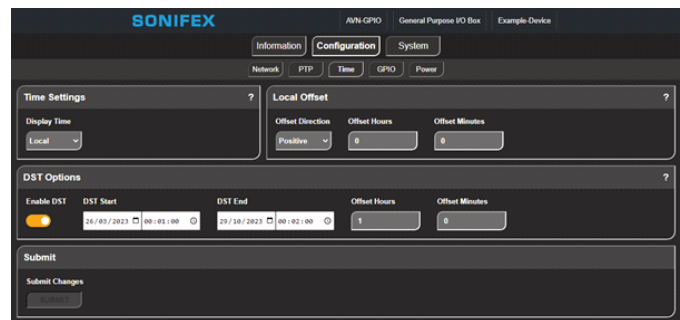 SONIFEX AVN-GPIO General Purpose I/O Box Example-Device
Information Configuration System
Network PTP Time GPIO Power
Time Settings ? Local Offset ?
Display Time Offset Direction Offset Hours Offset Minutes
Local Positive 0 0
DST Options ?
Enable DST DST Start DST End Offset Hours Offset Minutes
26/03/2023 00:01:00 29/10/2023 00:02:00 1 0
Submit
Submit Changes
SUBMIT